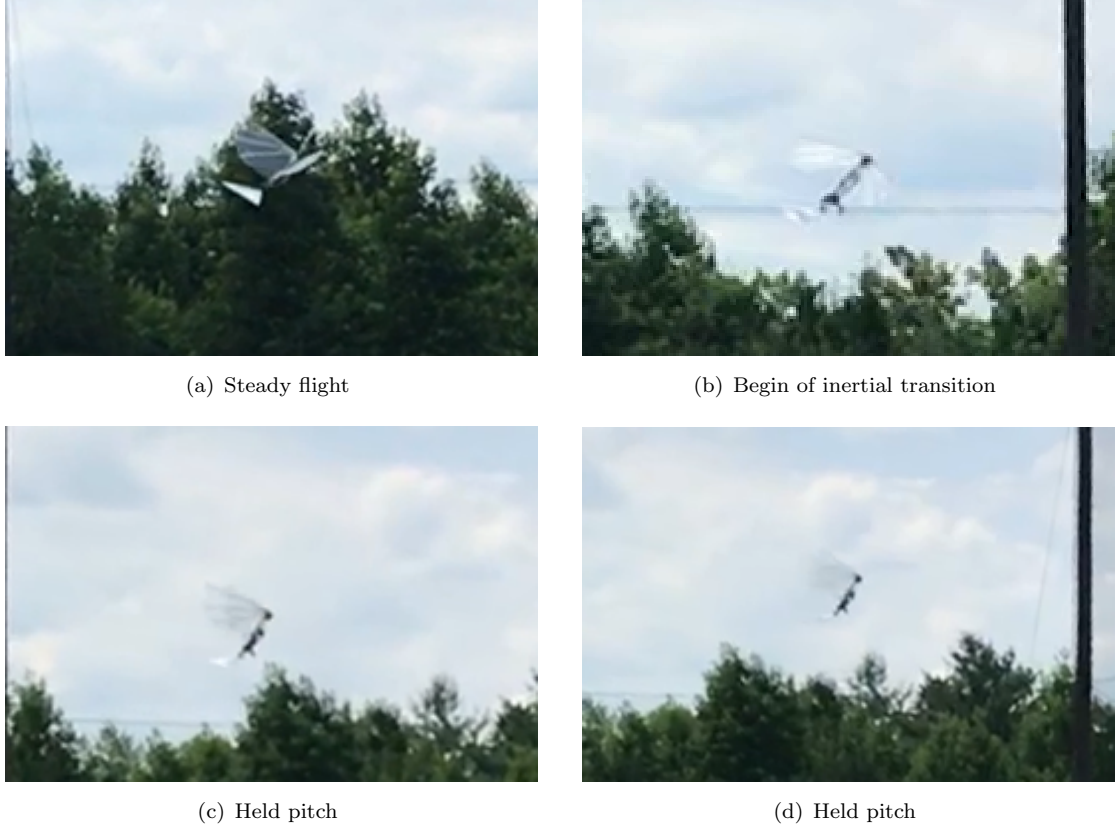 (a) Steady flight
(b) Begin of inertial transition
(c) Held pitch
(d) Held pitch